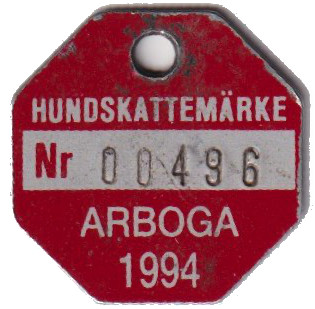 HUNDSKATTEMÄRKE
Nr 00496
ARBOGA
1994